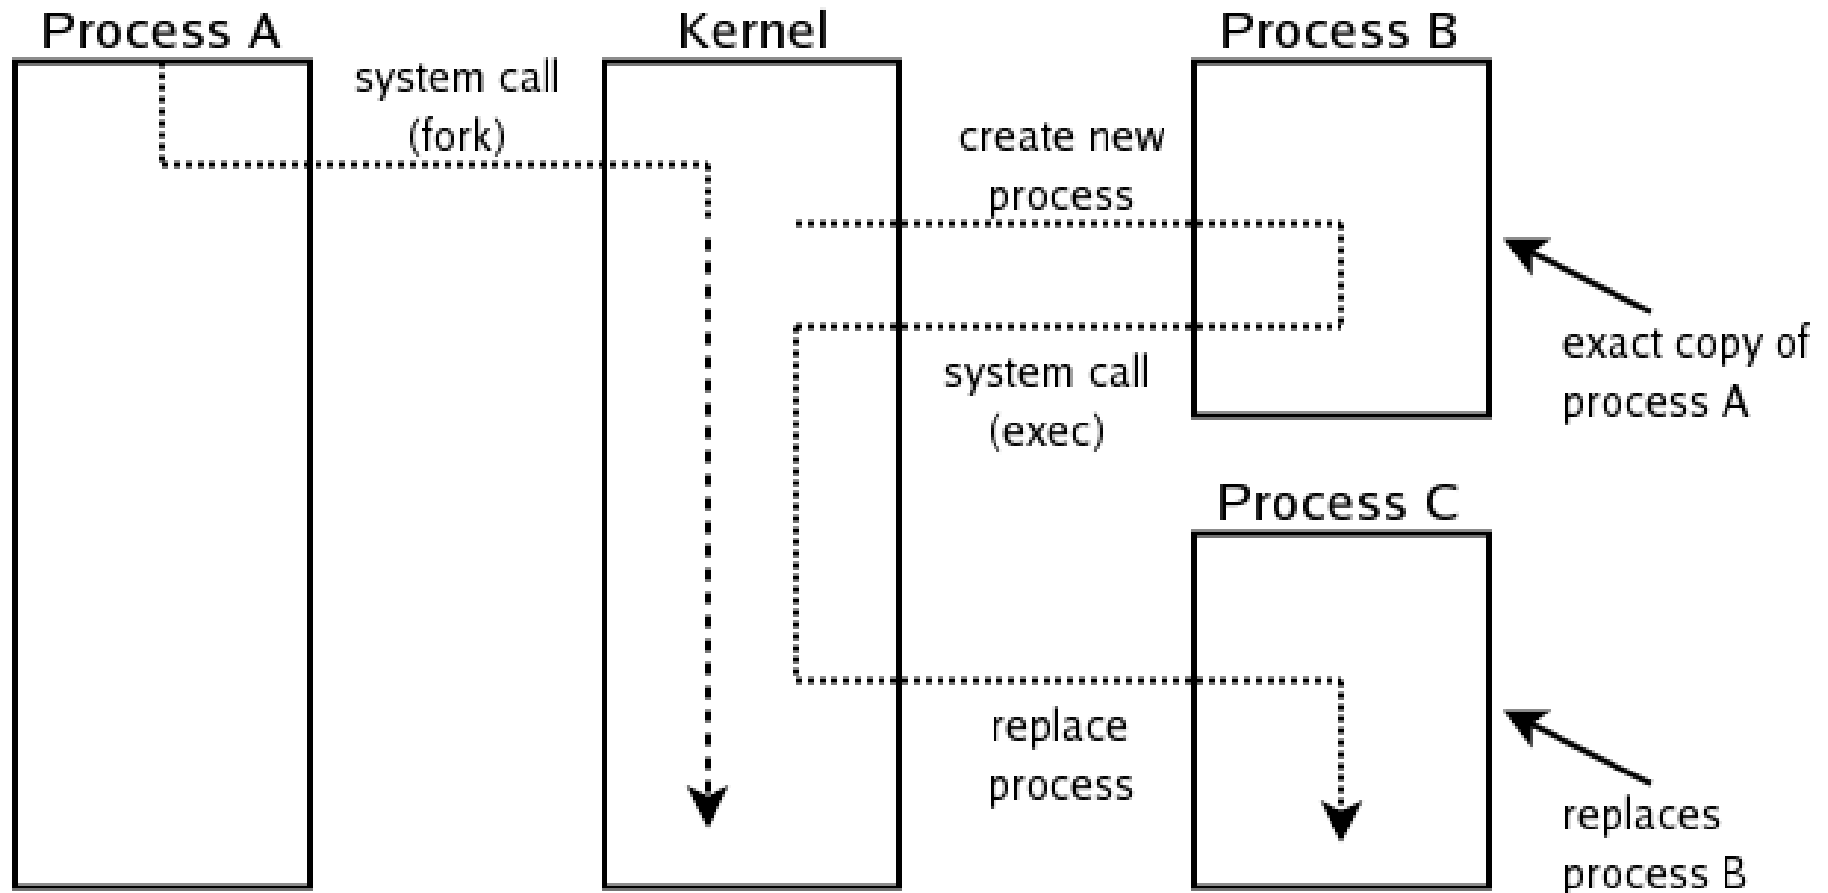 Process A
Kernel
Process B
system call
(fork)
create new
process
exact copy of
process A
system call
(exec)
Process C
replace
process
replaces
process B